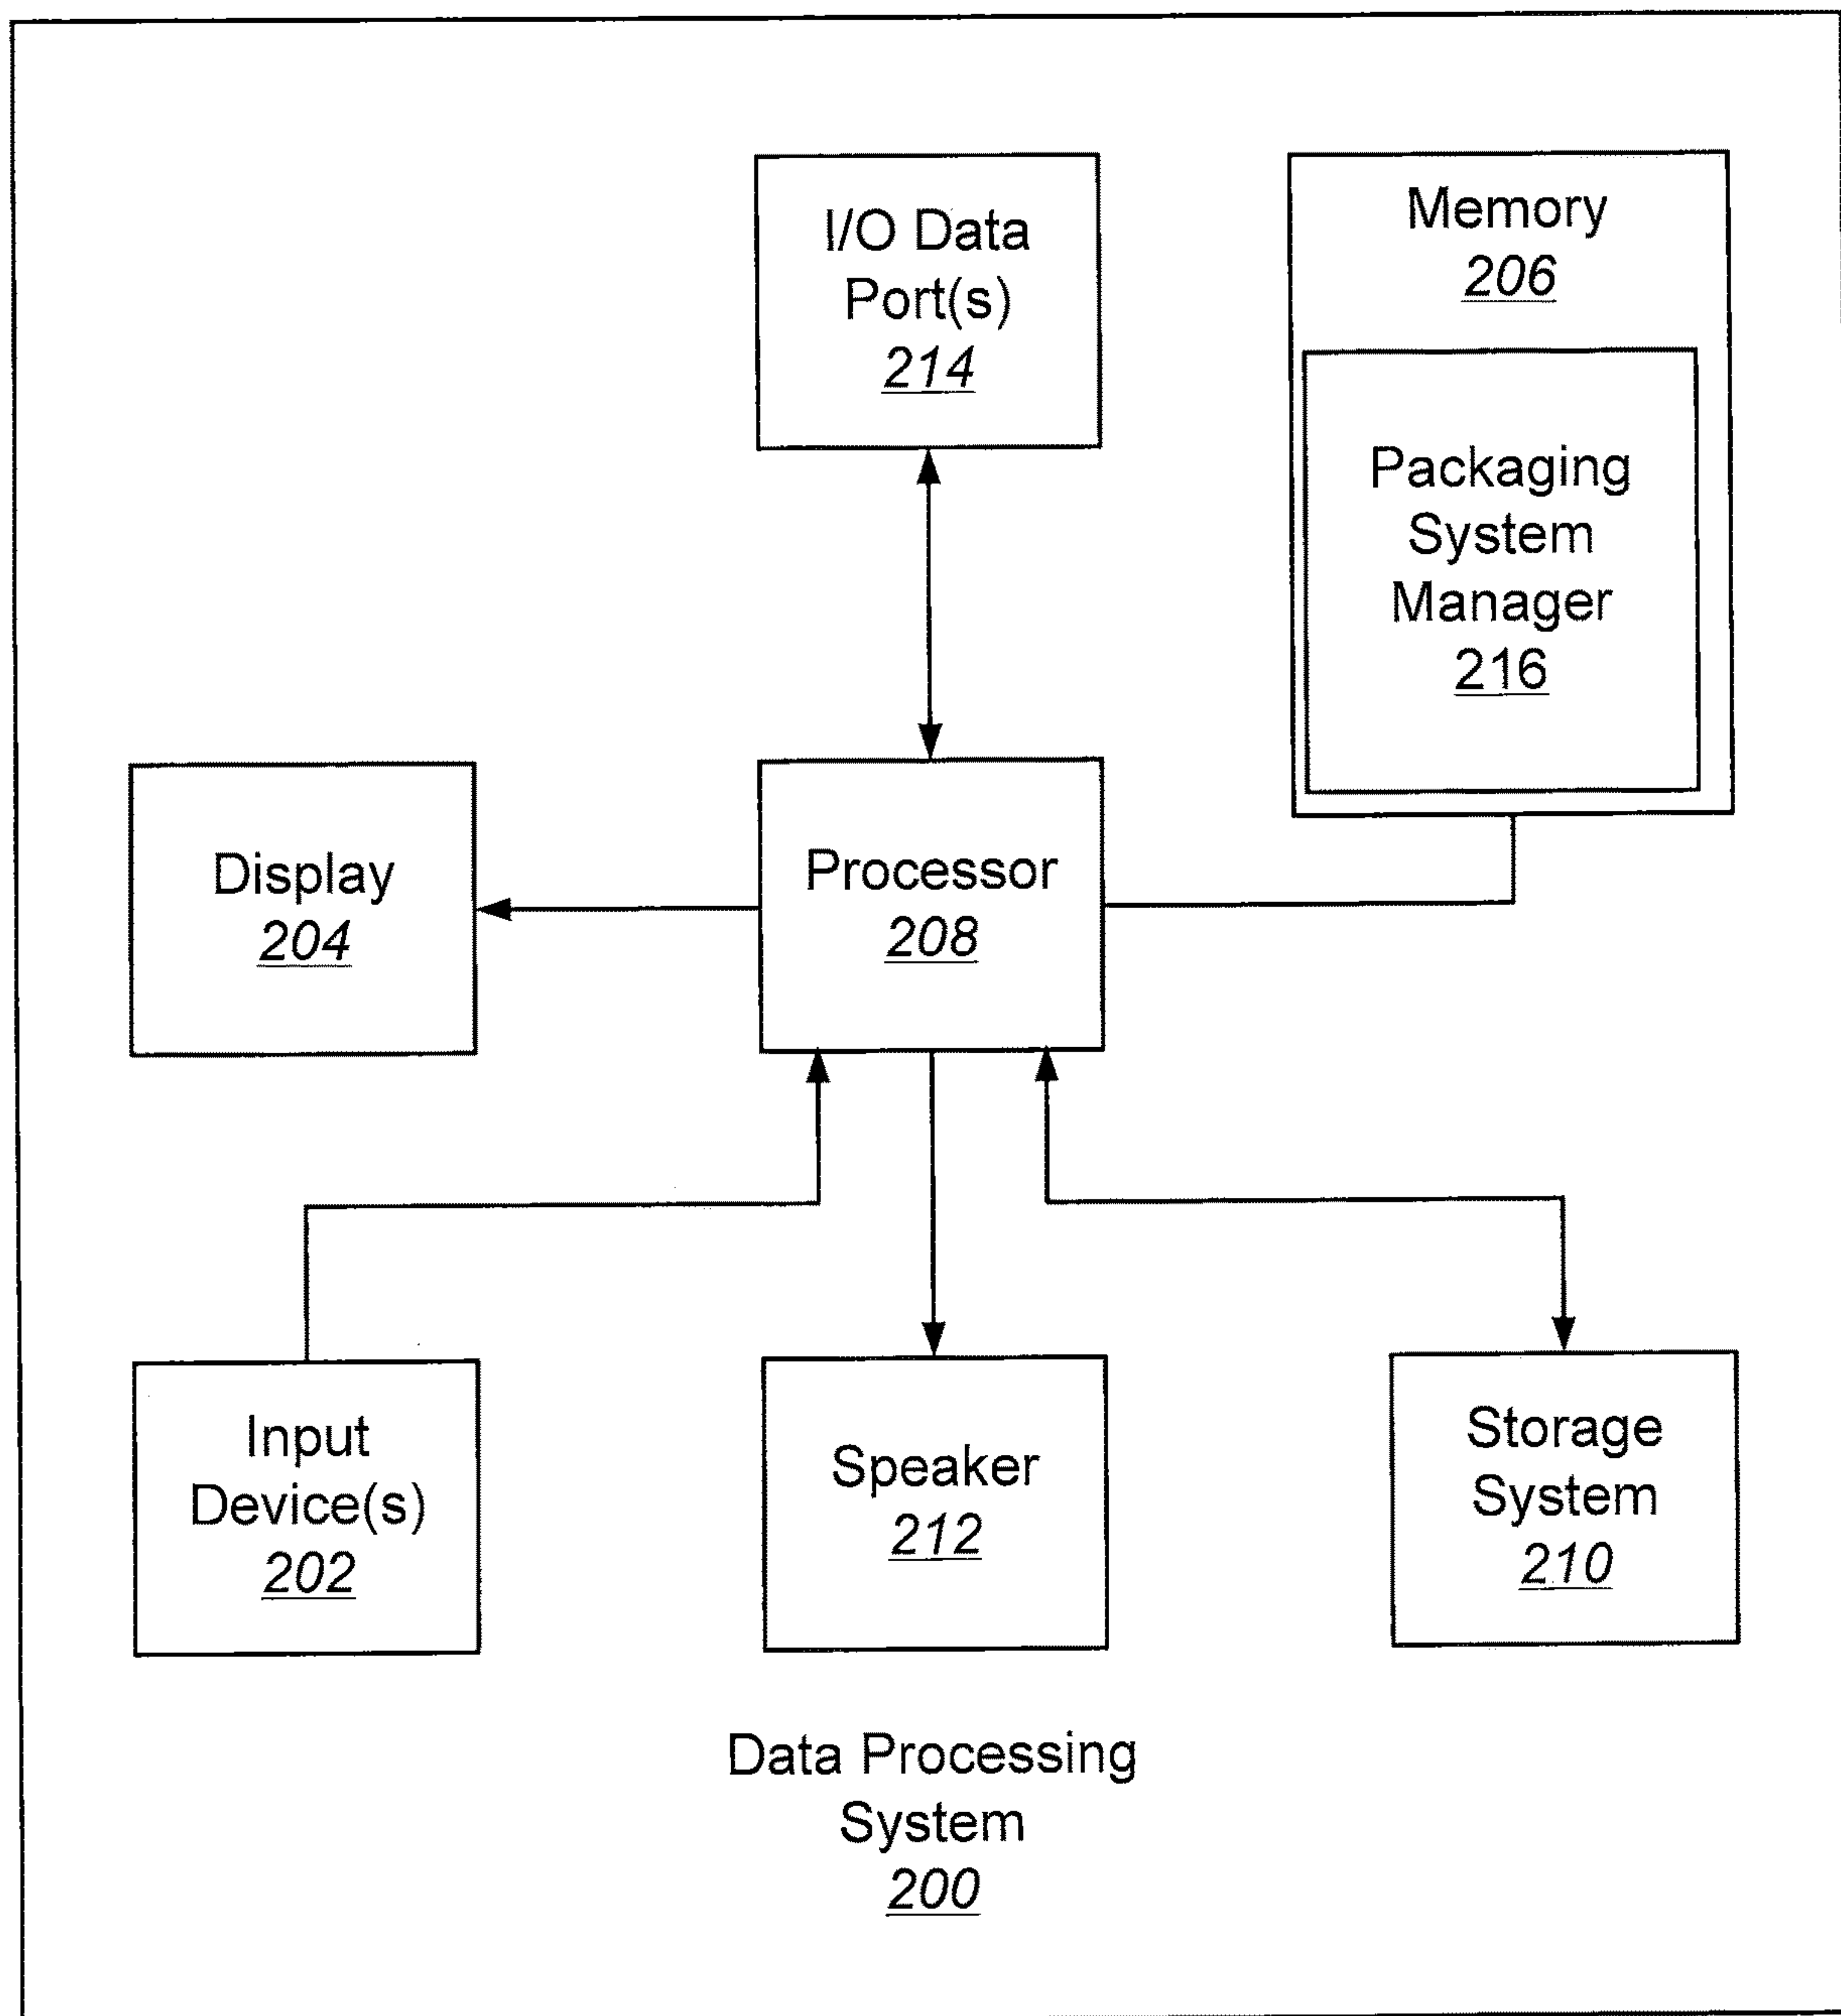 I/O Data
Port(s)
214
Memory
206
Packaging
System
Manager
216
Display
204
Processor
208
Input
Device(s)
202
Speaker
212
Storage
System
210
Data Processing
System
200